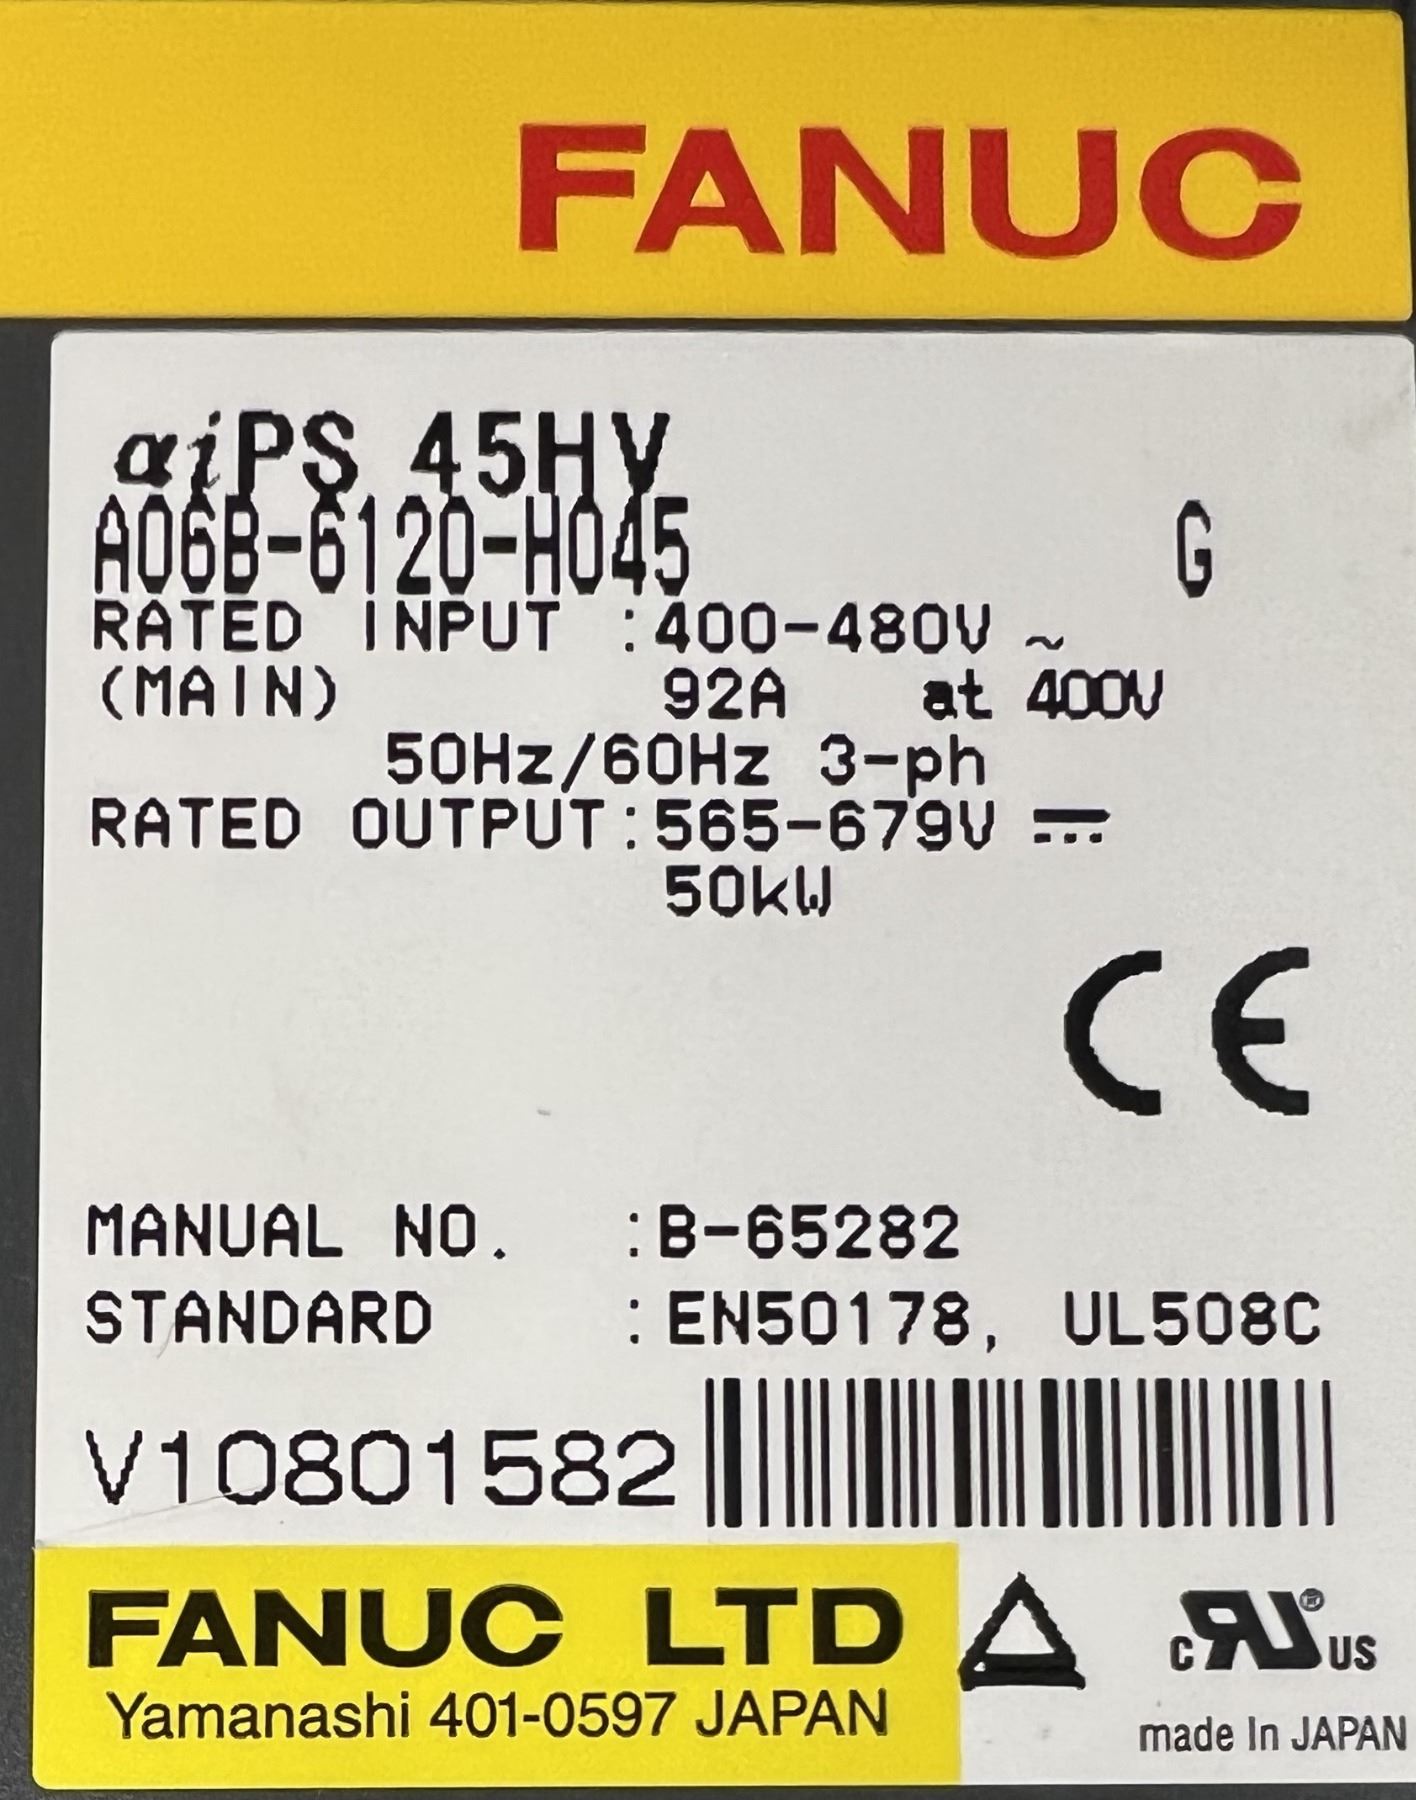 FANUC
αiPS 45HV
A06B-6120-H045 G
RATED INPUT :400-480V ~
(MAIN) 92A at 400V
50Hz/60Hz 3-ph
RATED OUTPUT:565-679V ⎓
50kW
CE
MANUAL NO. :B-65282
STANDARD :EN50178, UL508C
V10801582
FANUC LTD
Yamanashi 401-0597 JAPAN
c RU ® US
made In JAPAN